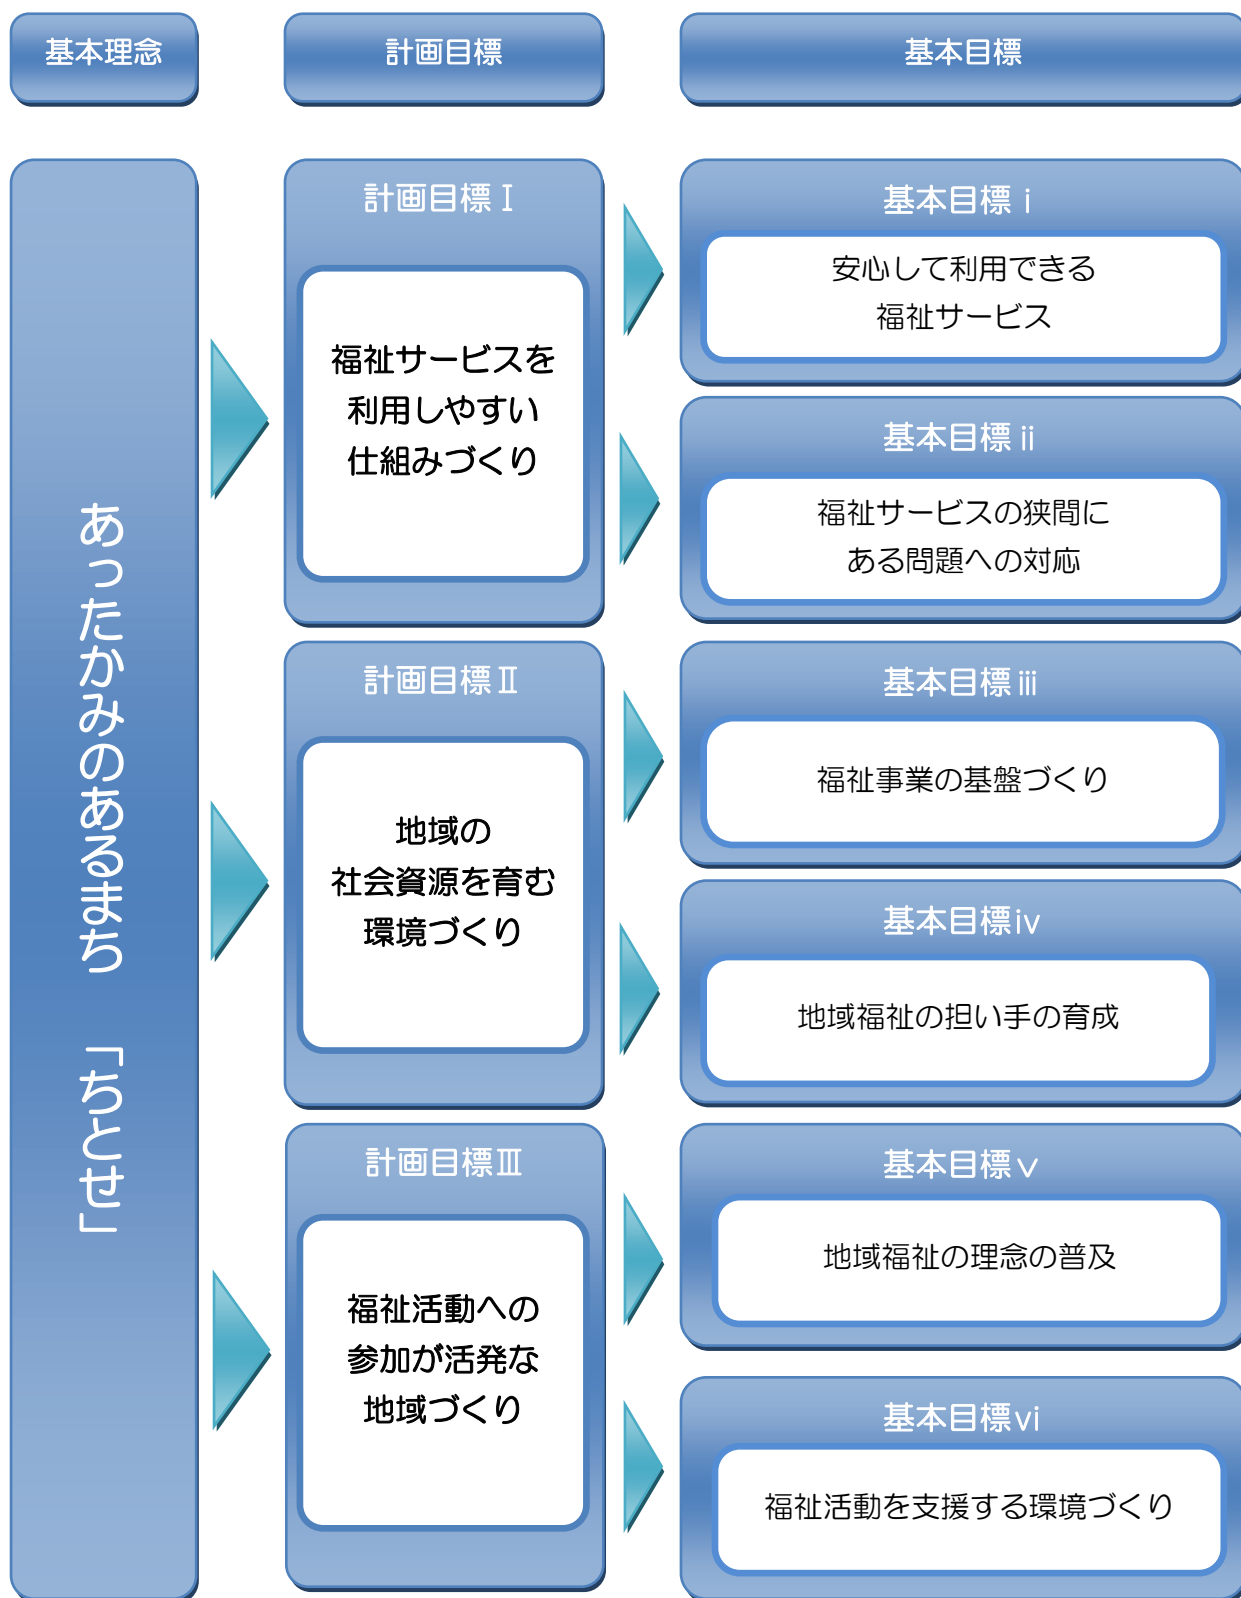 基本理念
計画目標
基本目標
あったかみのあるまち 「ちとせ」
計画目標Ⅰ
福祉サービスを
利用しやすい
仕組みづくり
基本目標ⅰ
安心して利用できる
福祉サービス
基本目標ⅱ
福祉サービスの狭間に
ある問題への対応
計画目標Ⅱ
地域の
社会資源を育む
環境づくり
基本目標ⅲ
福祉事業の基盤づくり
基本目標ⅳ
地域福祉の担い手の育成
計画目標Ⅲ
福祉活動への
参加が活発な
地域づくり
基本目標ⅴ
地域福祉の理念の普及
基本目標ⅵ
福祉活動を支援する環境づくり